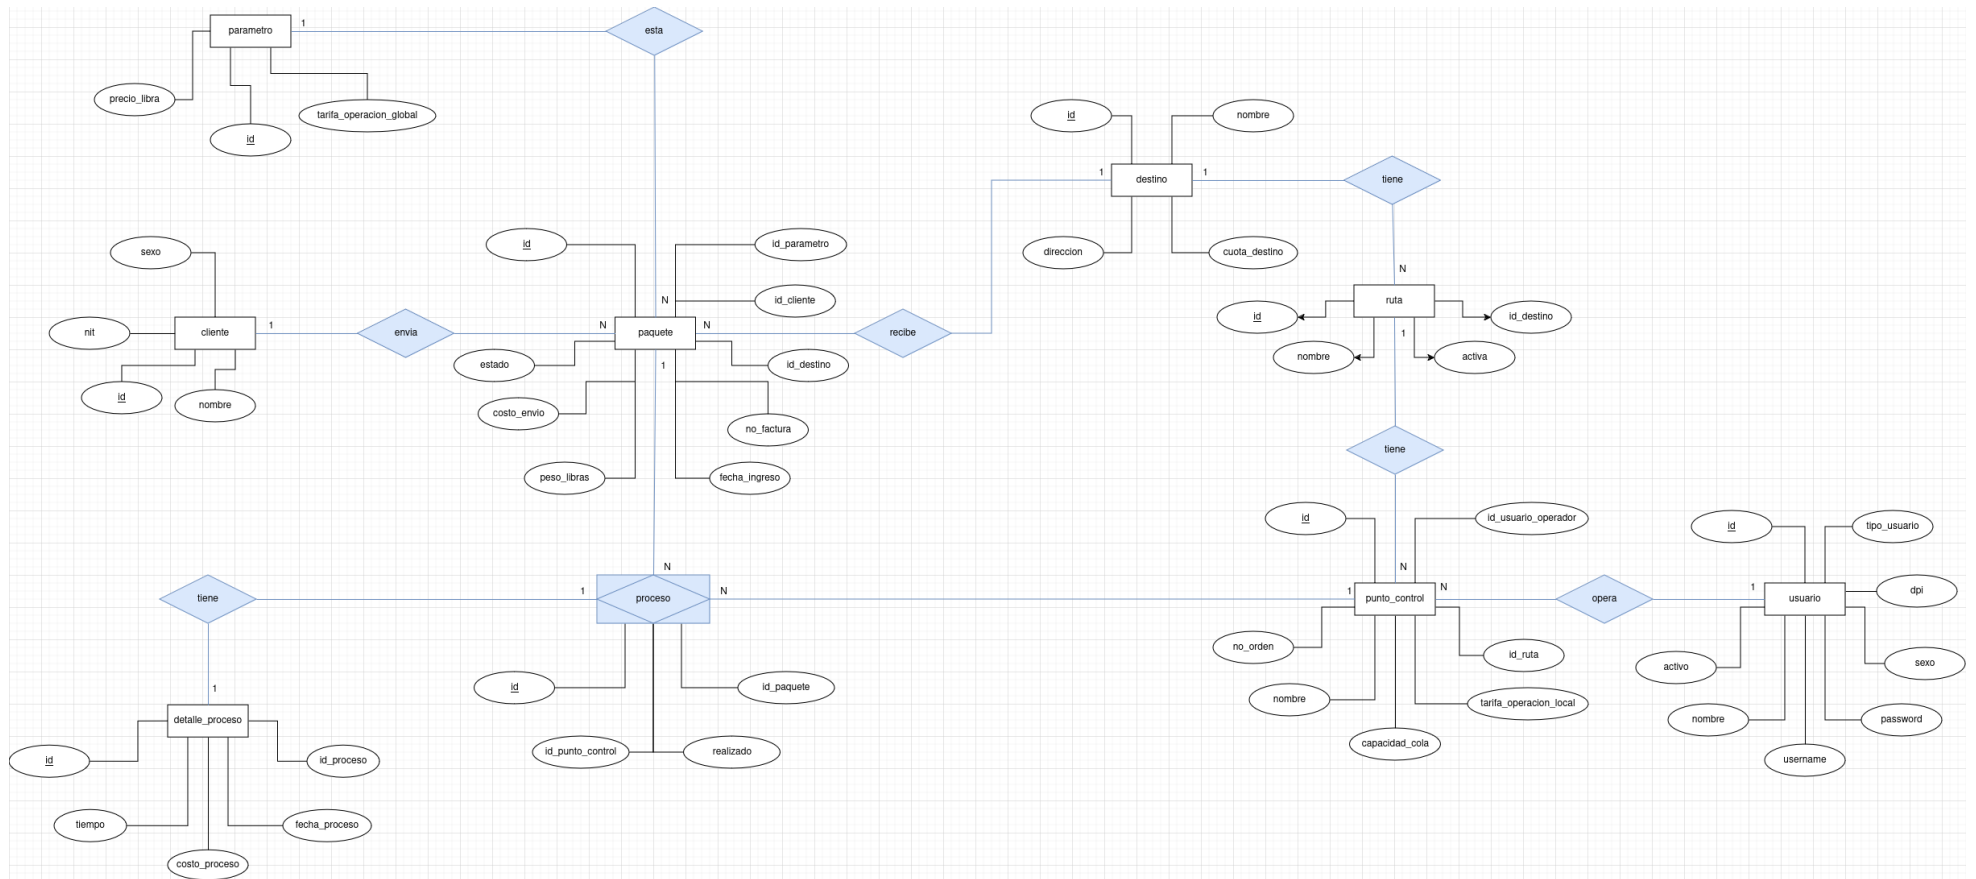 parametro
1
esta
precio_libra
tarifa_operacion_global
id
id
nombre
1
destino
1
tiene
direccion
cuota_destino
N
ruta
id
id_destino
1
nombre
activa
sexo
nit
cliente
1
id
nombre
envia
id
id_parametro
id_cliente
N
N
paquete
N
recibe
estado
1
id_destino
costo_envio
no_factura
peso_libras
fecha_ingreso
tiene
id
id_usuario_operador
id
tipo_usuario
dpi
N
N
tiene
1
proceso
N
1
punto_control
N
opera
1
usuario
no_orden
id_ruta
activo
sexo
nombre
tarifa_operacion_local
nombre
password
capacidad_cola
username
id
id_paquete
id_punto_control
realizado
1
detalle_proceso
id
id_proceso
tiempo
fecha_proceso
costo_proceso